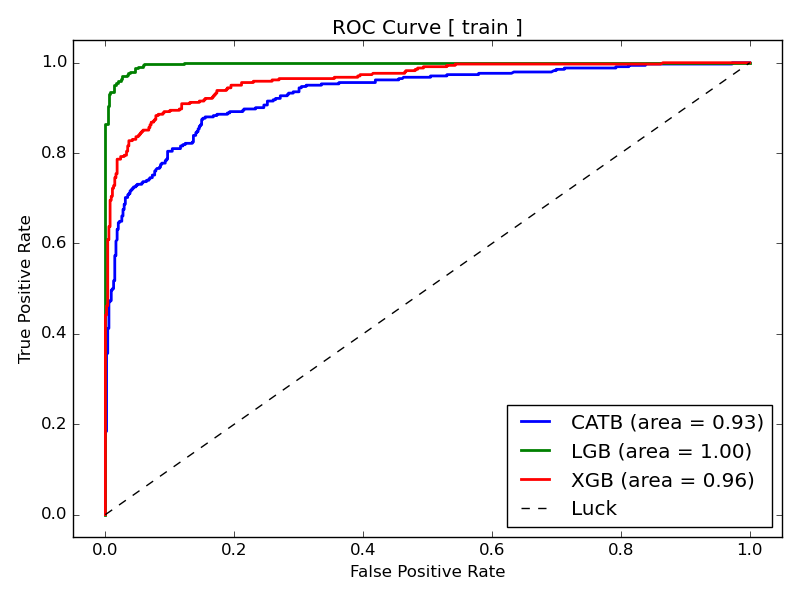 ROC Curve [ train ]
True Positive Rate
1.0
0.8
0.6
0.4
0.2
0.0
CATB (area = 0.93)
LGB (area = 1.00)
XGB (area = 0.96)
Luck
0.0 0.2 0.4 0.6 0.8 1.0
False Positive Rate